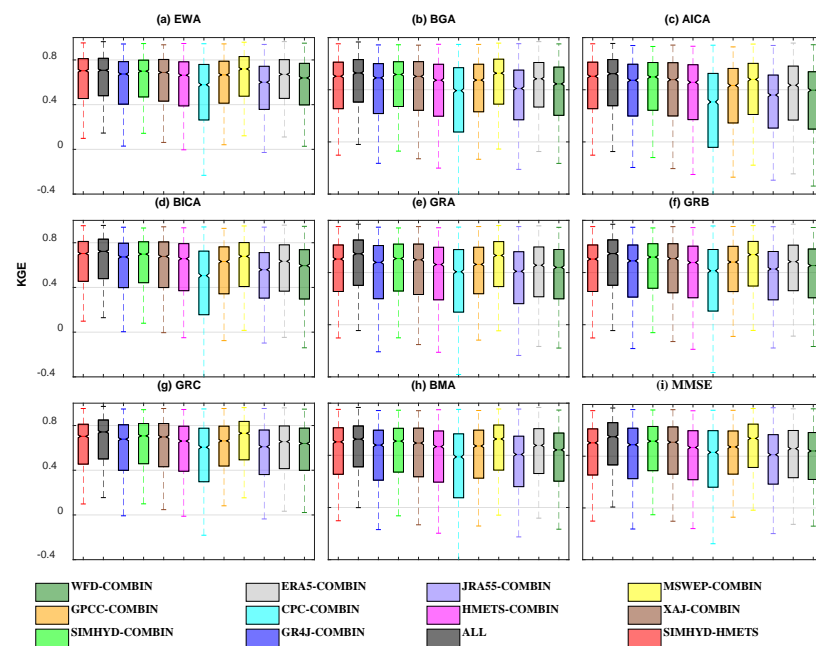 (a) EWA
(b) BGA
(c) AICA
0.8
0.4
0
-0.4
(d) BICA
(e) GRA
(f) GRB
0.8
0.4
0
-0.4
KGE
(g) GRC
(h) BMA
(i) MMSE
0.8
0.4
0
-0.4
WFD-COMBIN
ERA5-COMBIN
JRA55-COMBIN
MSWEP-COMBIN
GPCC-COMBIN
CPC-COMBIN
HMETS-COMBIN
XAJ-COMBIN
SIMHYD-COMBIN
GR4J-COMBIN
ALL
SIMHYD-HMETS